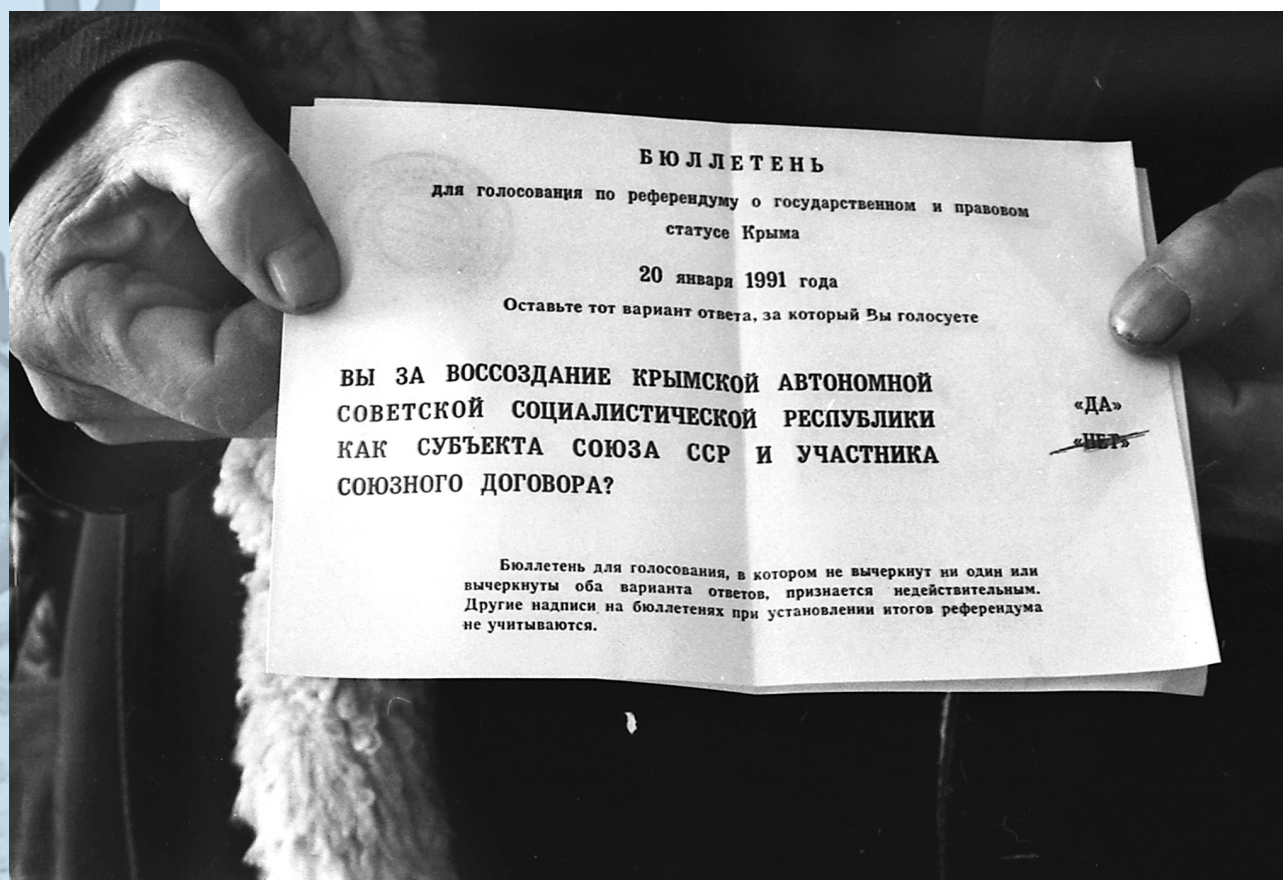 БЮЛЛЕТЕНЬ
для голосования по референдуму о государственном и правовом
статусе Крыма
20 января 1991 года
Оставьте тот вариант ответа, за который Вы голосуете
ВЫ ЗА ВОССОЗДАНИЕ КРЫМСКОЙ АВТОНОМНОЙ
СОВЕТСКОЙ СОЦИАЛИСТИЧЕСКОЙ РЕСПУБЛИКИ
КАК СУБЪЕКТА СОЮЗА ССР И УЧАСТНИКА
СОЮЗНОГО ДОГОВОРА?
«ДА»
«НЕТ»
Бюллетень для голосования, в котором не вычеркнут ни один или
вычеркнуты оба варианта ответов, признается недействительным.
Другие надписи на бюллетенях при установлении итогов референдума
не учитываются.